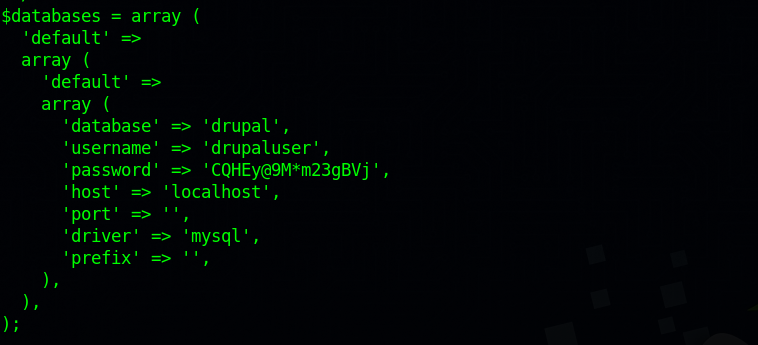 $databases = array (
  'default' =>
  array (
    'default' =>
    array (
      'database' => 'drupal',
      'username' => 'drupaluser',
      'password' => 'CQHEy@9M*m23gBVj',
      'host' => 'localhost',
      'port' => '',
      'driver' => 'mysql',
      'prefix' => '',
    ),
  ),
);